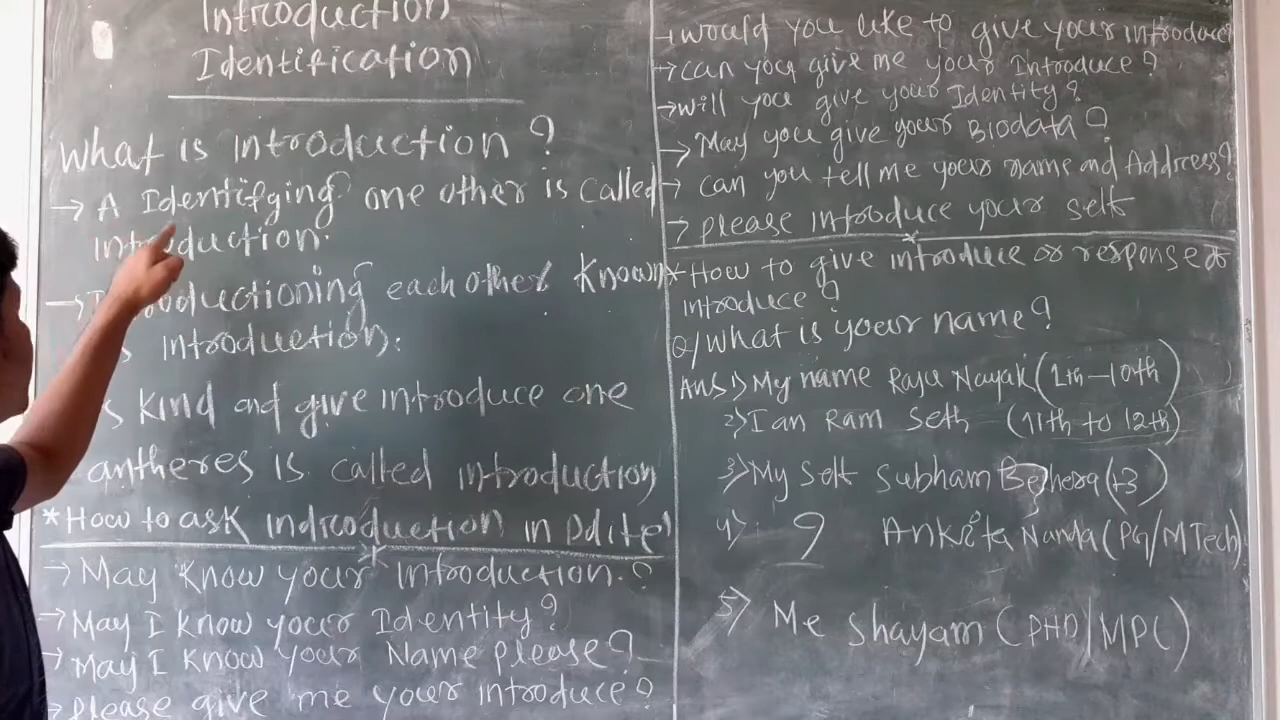 Introduction
Identification
What is introduction ?
→ A Identifging one other is called
introduction.
→ Introductioning each other Known
s Introduction.
s Kind and give introduce one
antheres is called introduction
*How to ask indroduction in Polite
→ May Know your introduction.?
→ May I know your Identity?
→ May I know your Name please?
→ Please give me your introduce?
→ would you like to give your introduce
→ can you give me your Introduce?
→ will you give your Identity?
→ May you give your Biodata?
→ can you tell me your name and Address?
→ please introduce your self
* How to give introduce or response to
introduce?
Q/ What is your name?
Ans 1) My name Raju Nayak (1th-10th)
2) I am Ram Seth (11th to 12th)
3) My self Subham Behera (+3)
4) 9 Ankita Nanda (PG/M Tech)
5) Me Shayam (PHD/MPC)